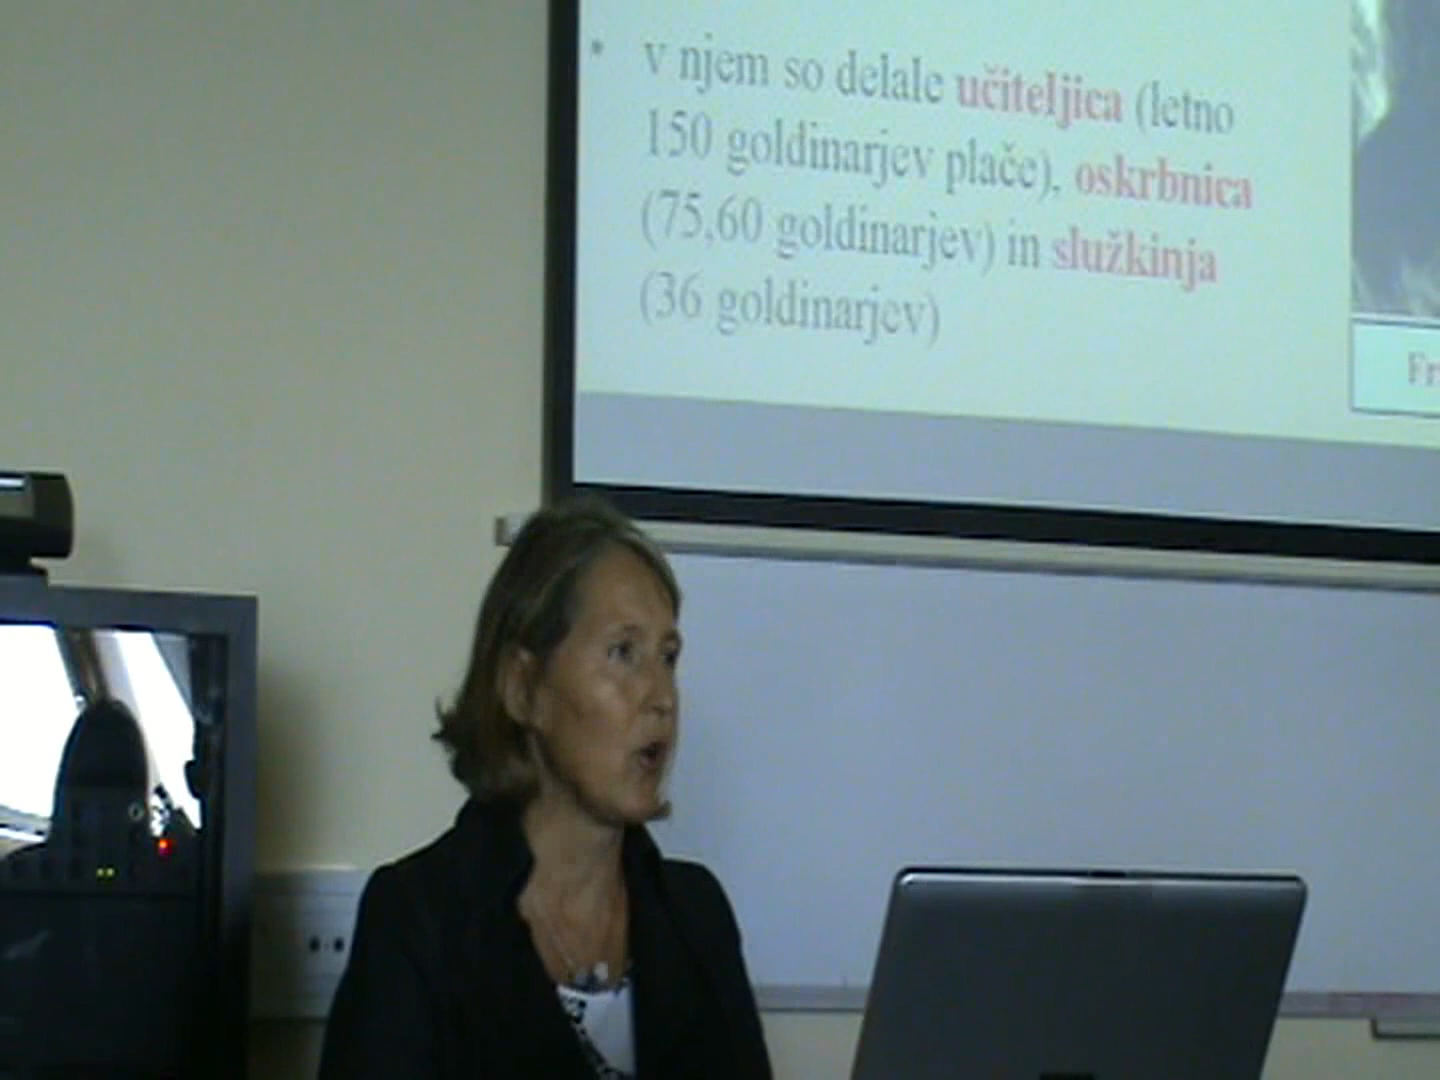 • v njem so delale učiteljica (letno
150 goldinarjev plače), oskrbnica
(75,60 goldinarjev) in služkinja
(36 goldinarjev)